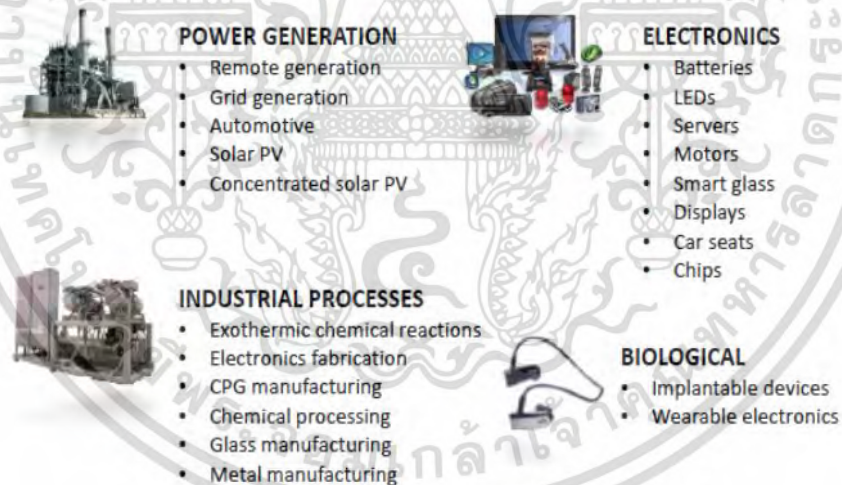 POWER GENERATION
• Remote generation
• Grid generation
• Automotive
• Solar PV
• Concentrated solar PV
ELECTRONICS
• Batteries
• LEDs
• Servers
• Motors
• Smart glass
• Displays
• Car seats
• Chips
INDUSTRIAL PROCESSES
• Exothermic chemical reactions
• Electronics fabrication
• CPG manufacturing
• Chemical processing
• Glass manufacturing
• Metal manufacturing
BIOLOGICAL
• Implantable devices
• Wearable electronics